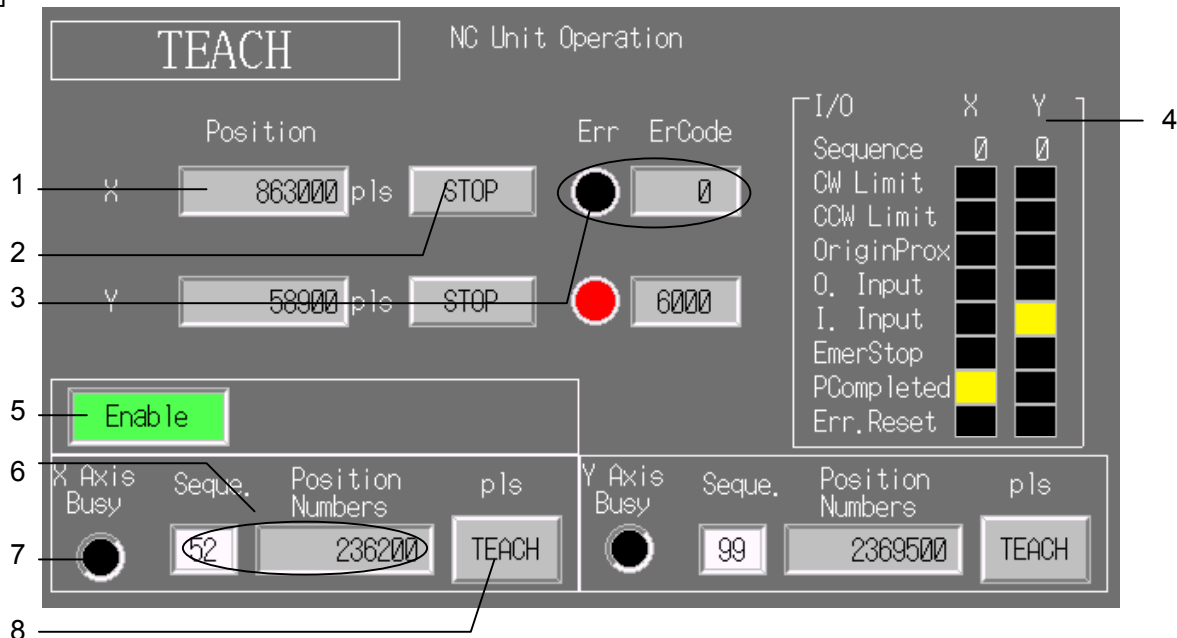 TEACH
NC Unit Operation
Position
Err ErCode
I/O X Y
4
Sequence 0 0
1
X 863000 pls STOP 0
CW Limit
CCW Limit
2
OriginProx
3
Y 58900 pls STOP 6000
O. Input
I. Input
EmerStop
PCompleted
Err.Reset
5
Enable
6
X Axis Busy
Seque.
Position Numbers
pls
7
52 236200 TEACH
Y Axis Busy
Seque.
Position Numbers
pls
99 2369500 TEACH
8